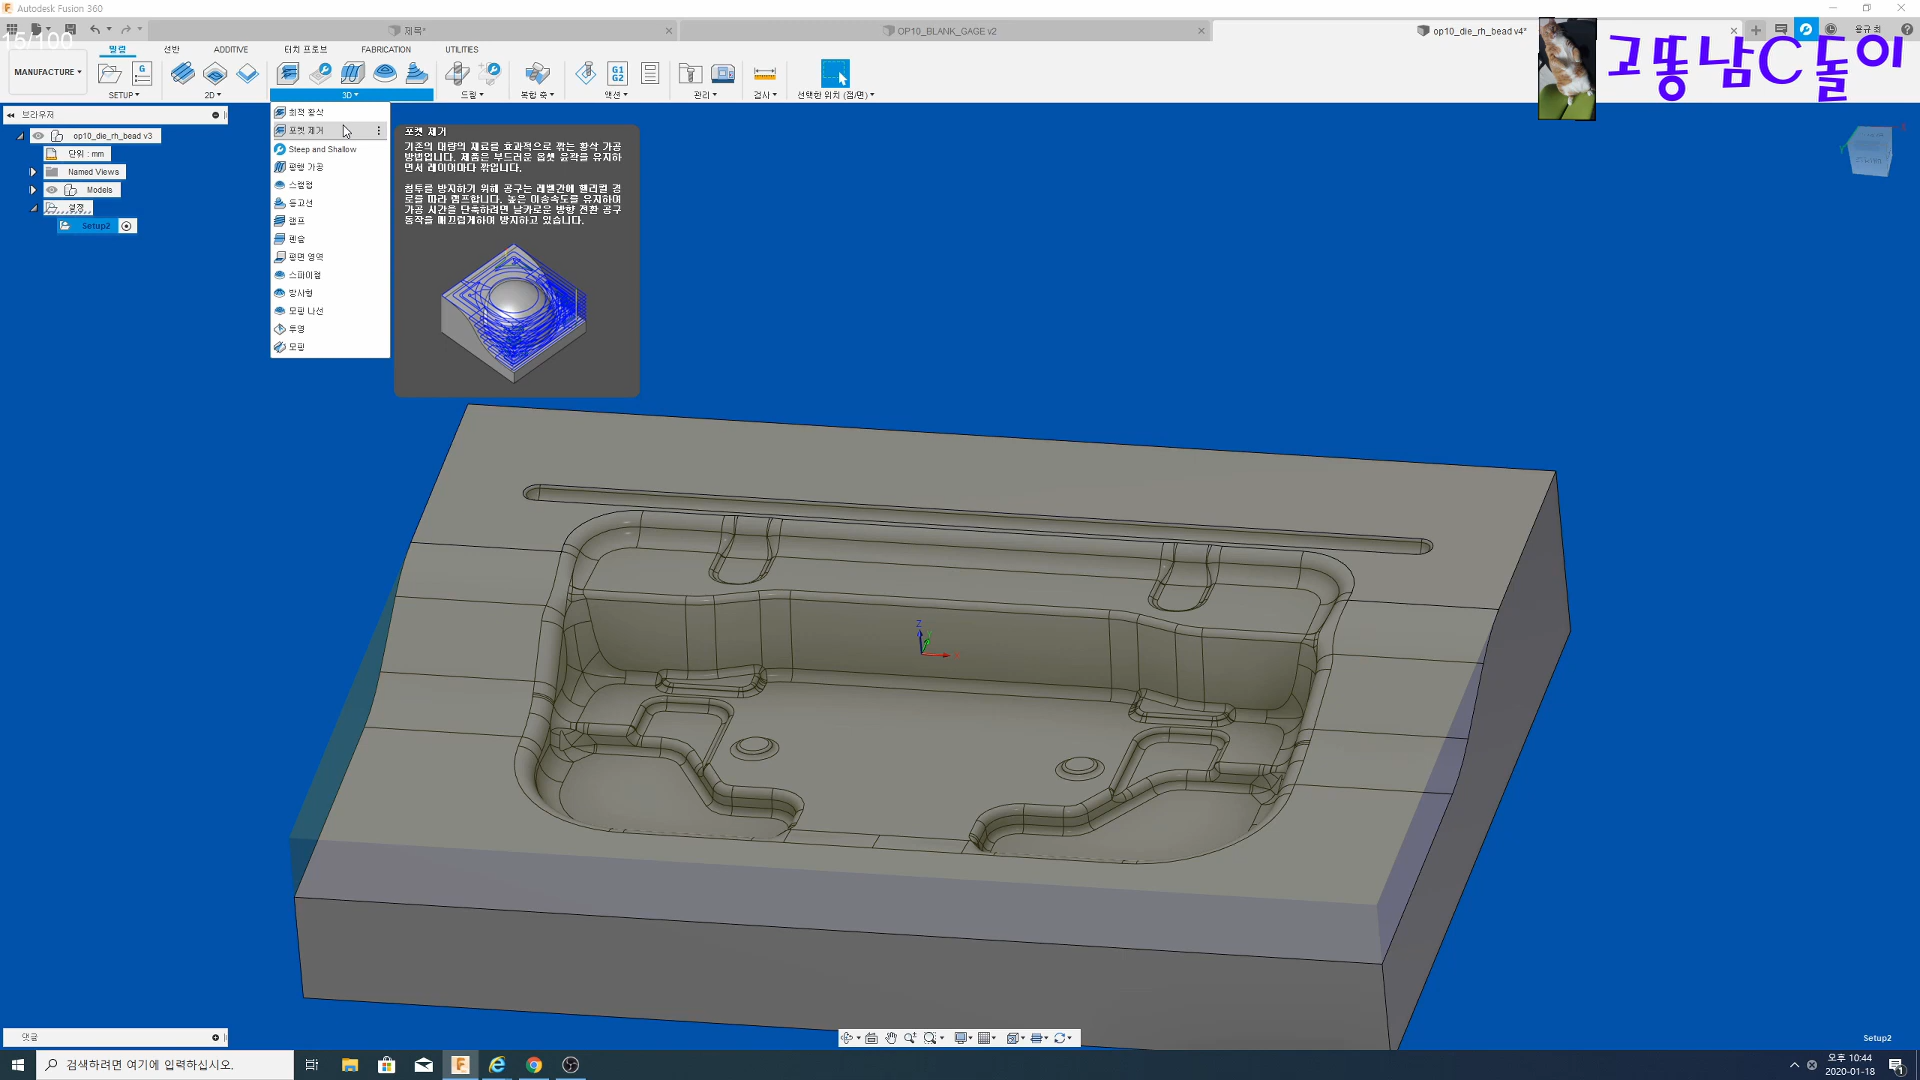 Autodesk Fusion 360
15/100
제목*
OP10_BLANK_GAGE v2
op10_die_rh_bead v4*
고똥남C돌이
밀링
선반
ADDITIVE
터치 프로브
FABRICATION
UTILITIES
MANUFACTURE
SETUP
2D
3D
드릴
복합 축
G1
G2
액션
관리
검사
선택한 위치 (점/면)
브라우저
op10_die_rh_bead v3
단위 : mm
Named Views
Models
설정
Setup2
최적 황삭
포켓 제거
Steep and Shallow
평행 가공
스캘럽
등고선
램프
펜슬
평면 영역
스파이럴
방사형
모핑 나선
투영
모핑
포켓 제거
기존의 대량의 재료를 효과적으로 깎는 황삭 가공
방법입니다. 제품은 부드러운 옵셋 윤곽을 유지하
면서 레이어마다 깎입니다.
침투를 방지하기 위해 공구는 레벨간에 헬리컬 경
로를 따라 램프합니다. 높은 이송속도를 유지하여
가공 시간을 단축하려면 날카로운 방향 전환 공구
동작을 매끄럽게하여 방지하고 있습니다.
Z
댓글
Setup2
검색하려면 여기에 입력하십시오.
오후 10:44
2020-01-18